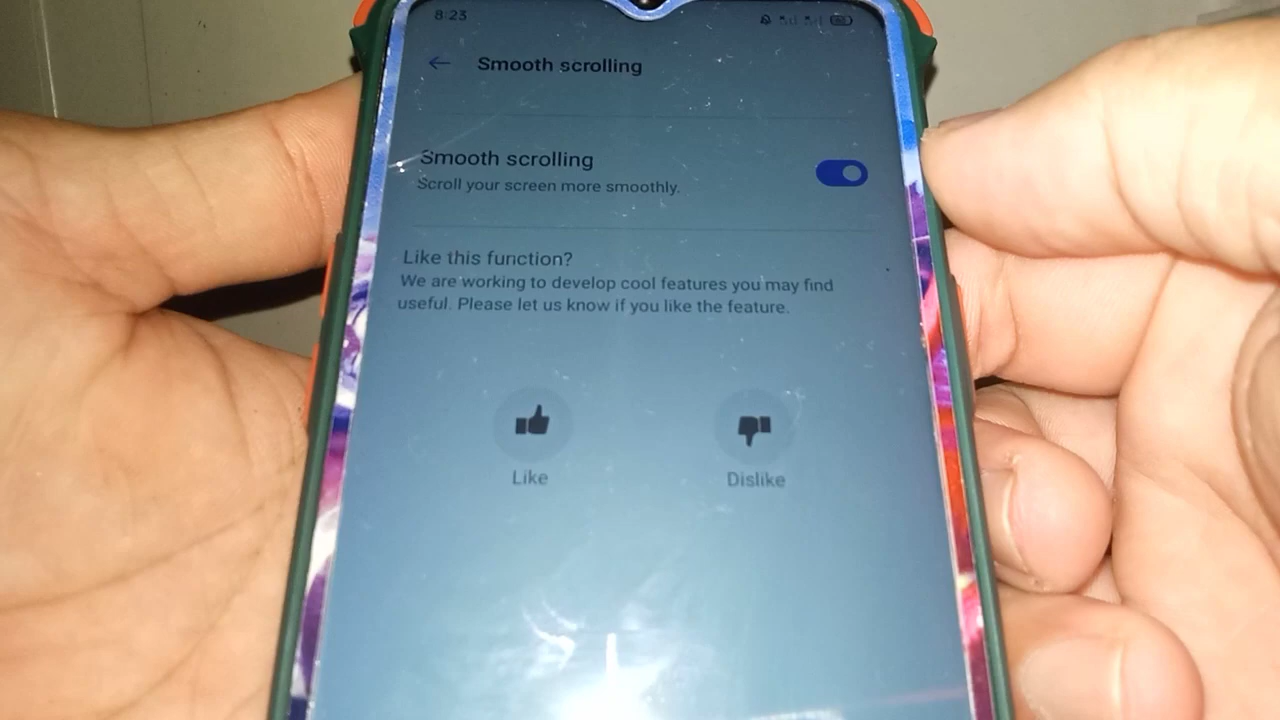 8:23
Smooth scrolling
Smooth scrolling
Scroll your screen more smoothly.
Like this function?
We are working to develop cool features you may find
useful. Please let us know if you like the feature.
Like
Dislike